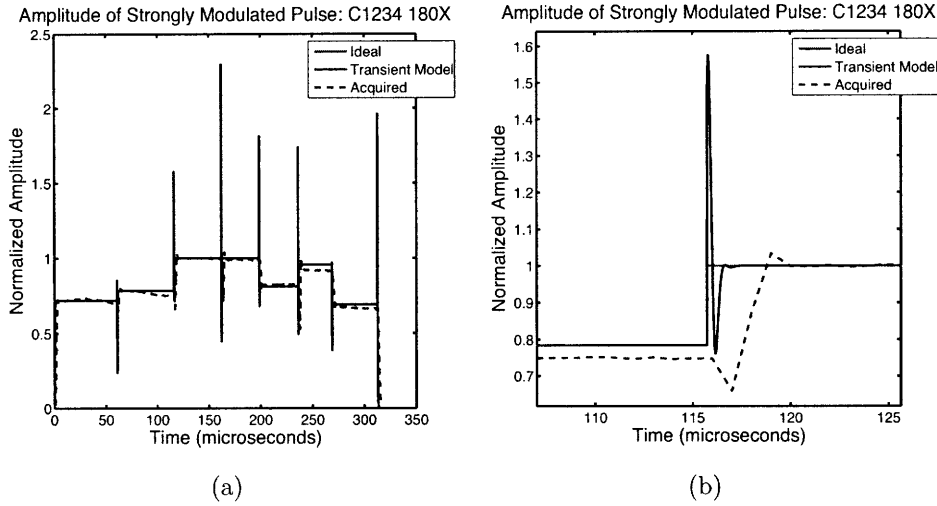 Amplitude of Strongly Modulated Pulse: C1234 180X
2.5
2
1.5
1
0.5
0
Normalized Amplitude
Ideal
Transient Model
Acquired
0 50 100 150 200 250 300 350
Time (microseconds)
(a)
Amplitude of Strongly Modulated Pulse: C1234 180X
1.6
1.5
1.4
1.3
1.2
1.1
1.0
0.9
0.8
0.7
Normalized Amplitude
Ideal
Transient Model
Acquired
110 115 120 125
Time (microseconds)
(b)